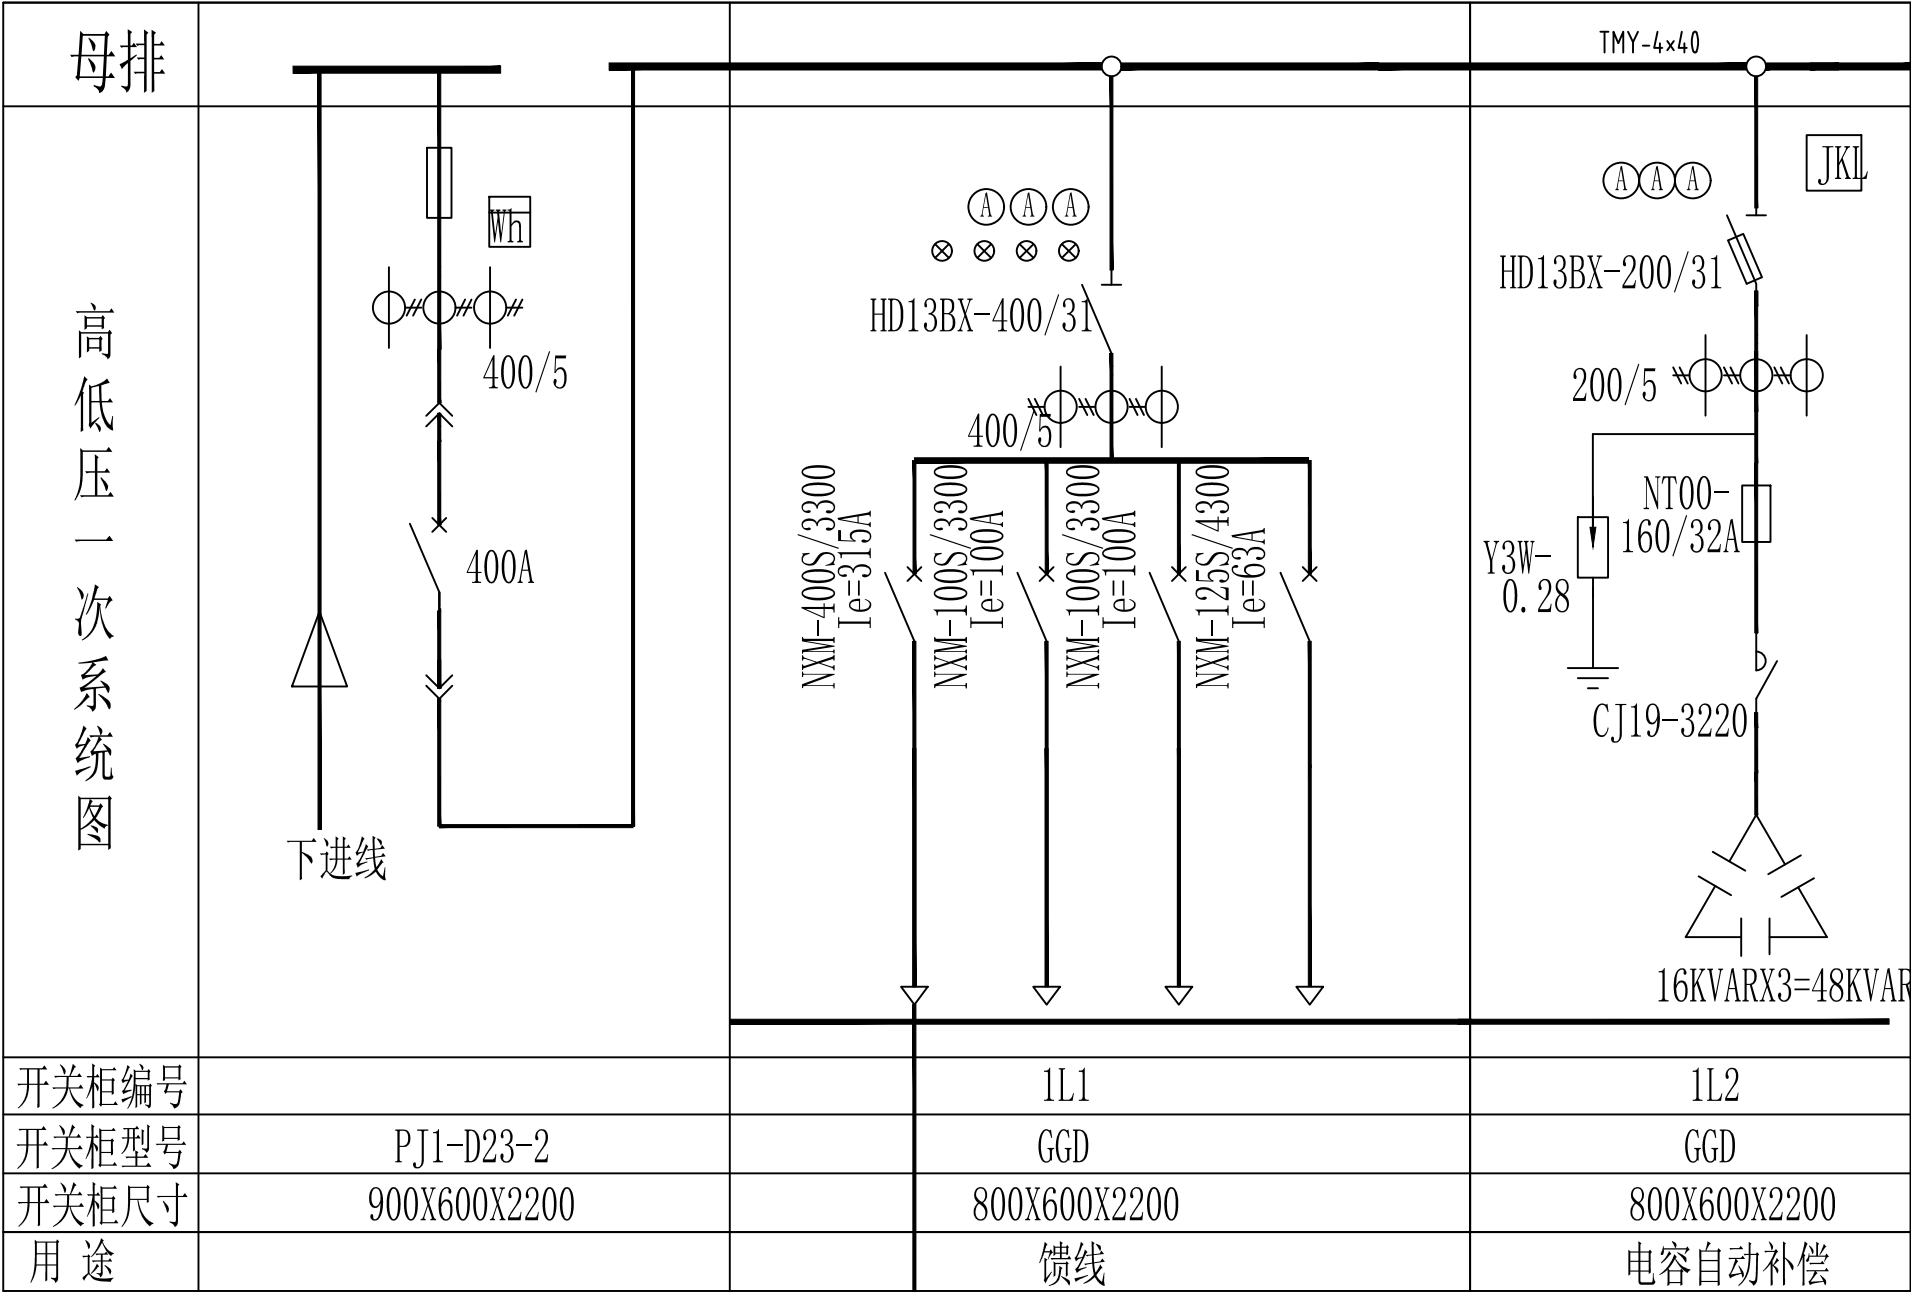 母排
TMY-4×40
高低压一次系统图
Wh
400/5
400A
下进线
A A A
HD13BX-400/31
400/5
NXM-400S/3300
Ie=315A
NXM-100S/3300
Ie=100A
NXM-100S/3300
Ie=100A
NXM-125S/4300
Ie=63A
A A A
JKL
HD13BX-200/31
200/5
NT00-
160/32A
Y3W-
0.28
CJ19-3220
16KVARX3=48KVAR
开关柜编号 1L1 1L2
开关柜型号 PJ1-D23-2 GGD GGD
开关柜尺寸 900X600X2200 800X600X2200 800X600X2200
用 途 馈线 电容自动补偿